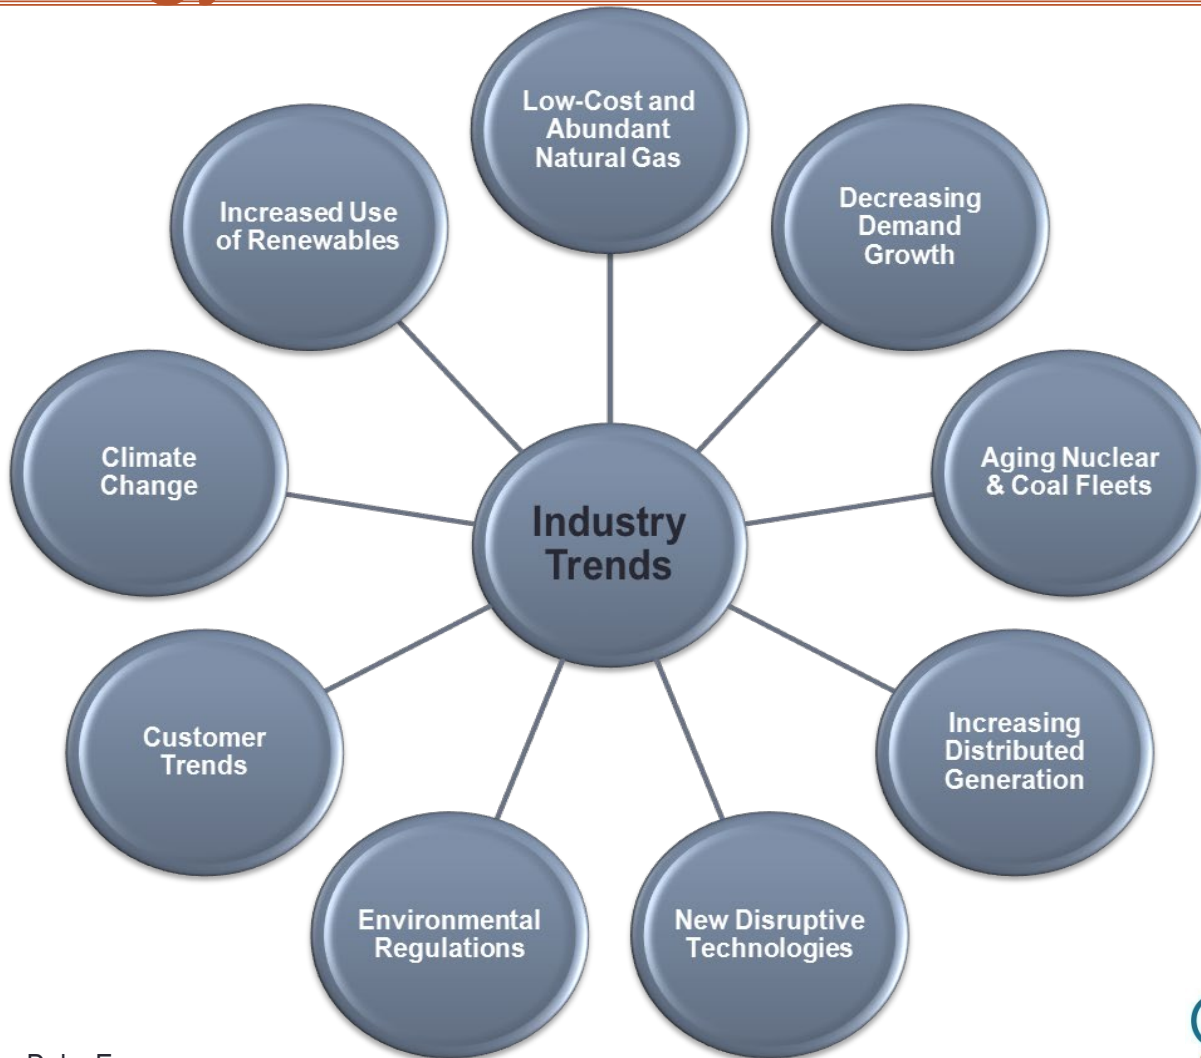 Low-Cost and
Abundant
Natural Gas
Decreasing
Demand
Growth
Aging Nuclear
& Coal Fleets
Increasing
Distributed
Generation
New Disruptive
Technologies
Environmental
Regulations
Customer
Trends
Climate
Change
Increased Use
of Renewables
Industry
Trends